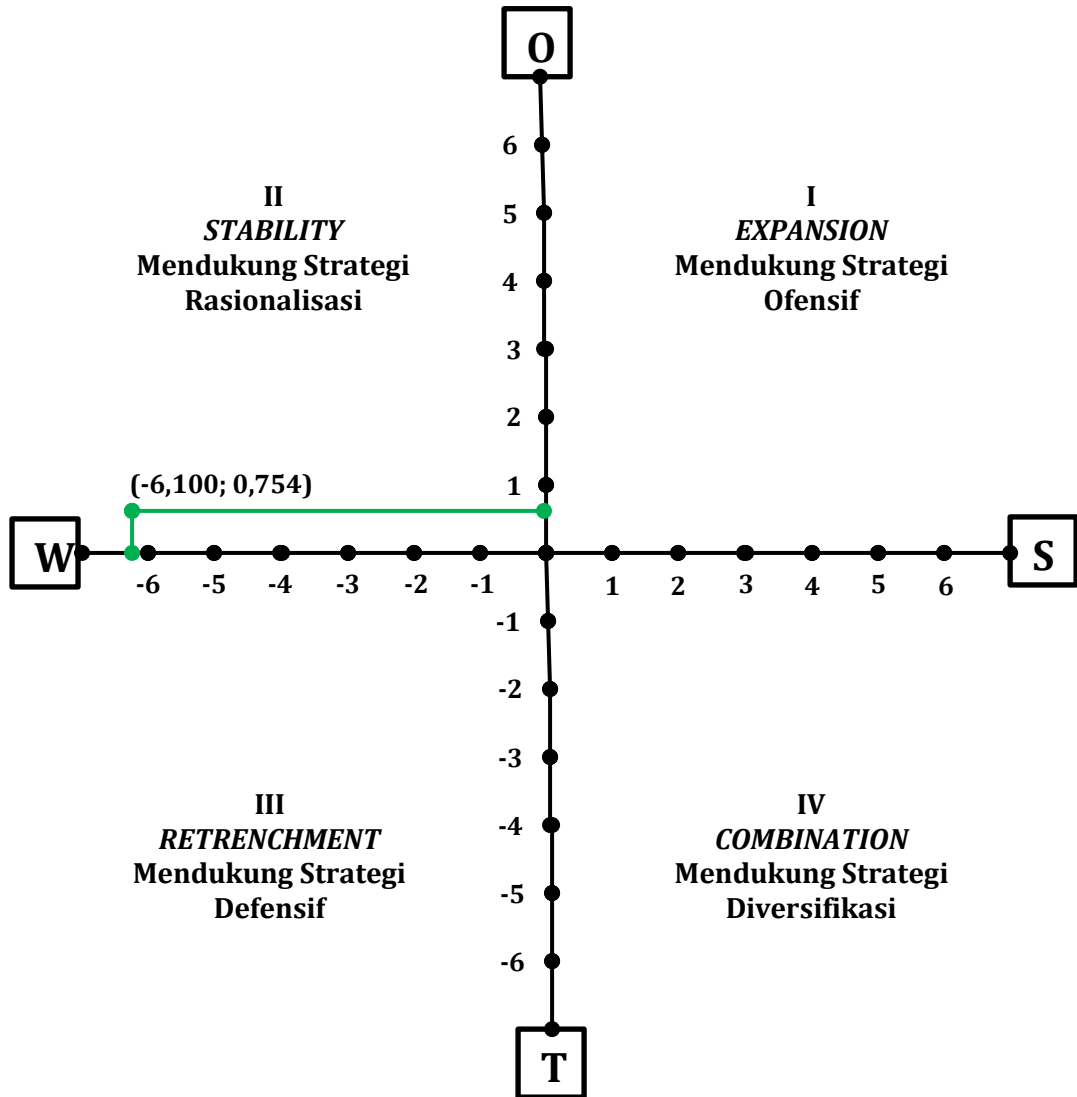 O
6
5
4
3
2
1
II
STABILITY
Mendukung Strategi
Rasionalisasi
I
EXPANSION
Mendukung Strategi
Ofensif
(-6,100; 0,754)
W
-6 -5 -4 -3 -2 -1 1 2 3 4 5 6
S
-1
-2
-3
-4
-5
-6
III
RETRENCHMENT
Mendukung Strategi
Defensif
IV
COMBINATION
Mendukung Strategi
Diversifikasi
T